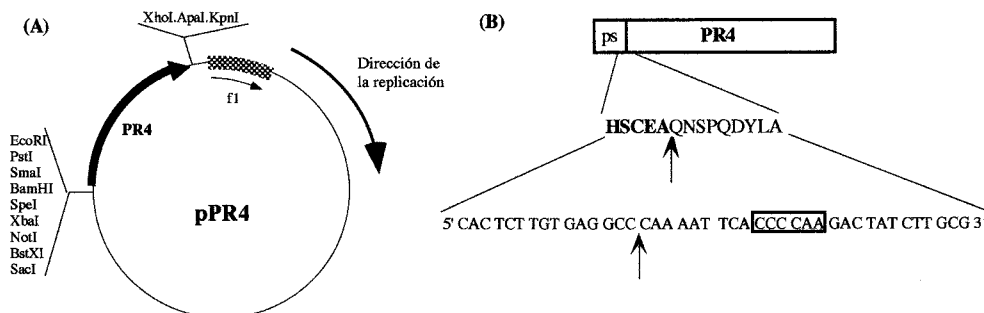 (A)
XhoI.ApaI.KpnI
Dirección de
la replicación
f1
PR4
EcoRI
PstI
SmaI
BamHI
SpeI
XbaI
NotI
BstXI
SacI
pPR4
(B)
ps PR4
HSCEAQNSPQDYLA
5' CAC TCT TGT GAG GCC CAA AAT T TCA CCC CAA GAC TAT CTT GCG 3'